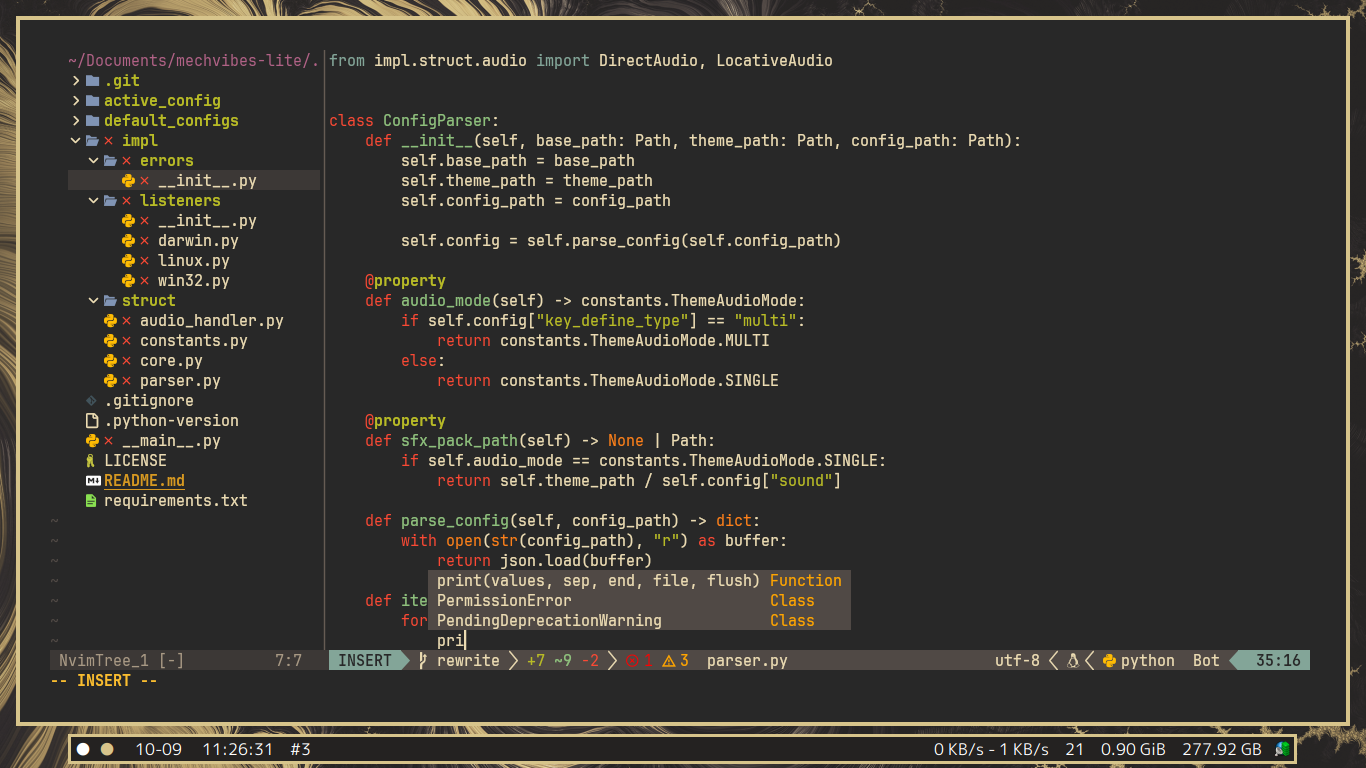 ~/Documents/mechvibes-lite/.
.git
active_config
default_configs
impl
errors
__init__.py
listeners
__init__.py
darwin.py
linux.py
win32.py
struct
audio_handler.py
constants.py
core.py
parser.py
.gitignore
.python-version
__main__.py
LICENSE
README.md
requirements.txt
~
~
~
~
~
~
~
NvimTree_1 [-] 7:7
from impl.struct.audio import DirectAudio, LocativeAudio
class ConfigParser:
    def __init__(self, base_path: Path, theme_path: Path, config_path: Path):
        self.base_path = base_path
        self.theme_path = theme_path
        self.config_path = config_path
        self.config = self.parse_config(self.config_path)
    @property
    def audio_mode(self) -> constants.ThemeAudioMode:
        if self.config["key_define_type"] == "multi":
            return constants.ThemeAudioMode.MULTI
        else:
            return constants.ThemeAudioMode.SINGLE
    @property
    def sfx_pack_path(self) -> None | Path:
        if self.audio_mode == constants.ThemeAudioMode.SINGLE:
            return self.theme_path / self.config["sound"]
    def parse_config(self, config_path) -> dict:
        with open(str(config_path), "r") as buffer:
            return json.load(buffer)
print(values, sep, end, file, flush) Function
    def ite PermissionError Class
        for PendingDeprecationWarning Class
            pri
INSERT rewrite +7 ~9 -2 1 3 parser.py utf-8 python Bot 35:16
-- INSERT --
10-09 11:26:31 #3 0 KB/s - 1 KB/s 21 0.90 GiB 277.92 GB